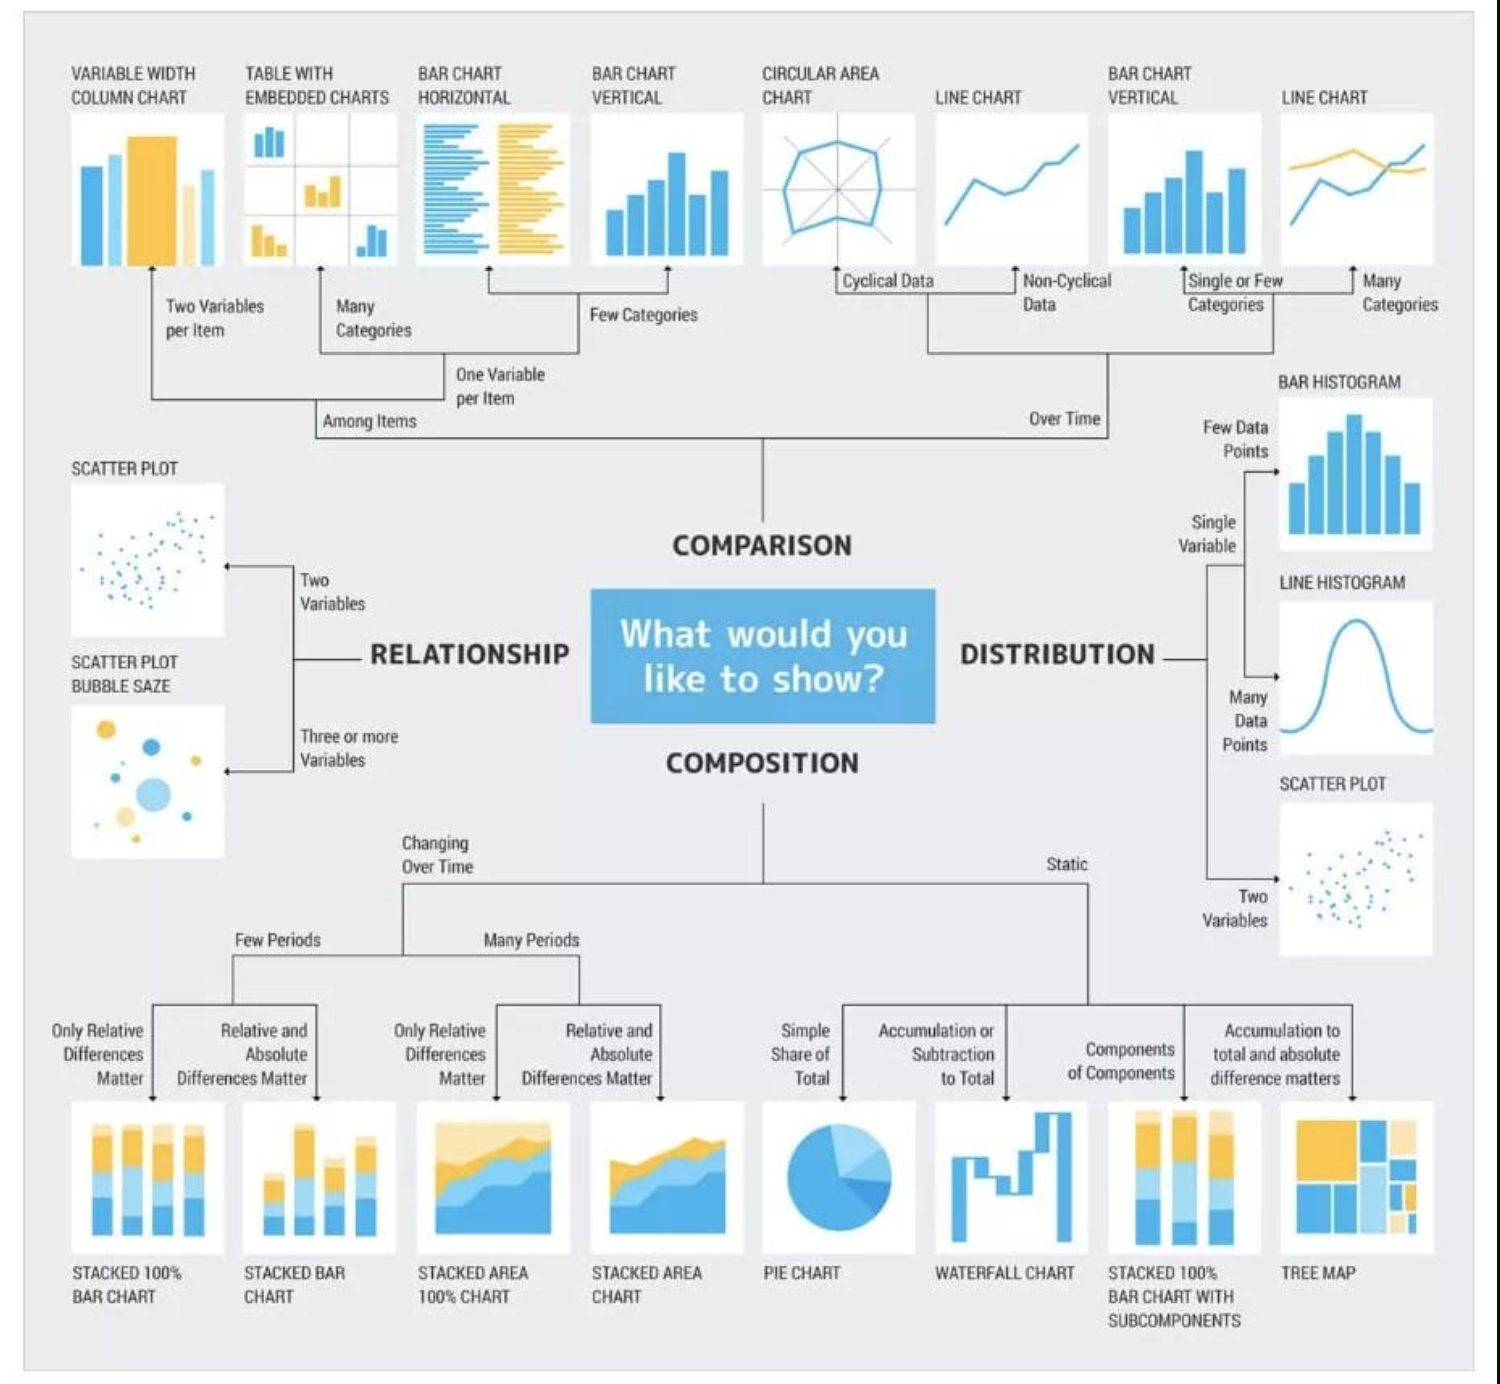 VARIABLE WIDTH
COLUMN CHART
TABLE WITH
EMBEDDED CHARTS
BAR CHART
HORIZONTAL
BAR CHART
VERTICAL
CIRCULAR AREA
CHART
LINE CHART
BAR CHART
VERTICAL
LINE CHART
Two Variables
per Item
Many
Categories
Few Categories
Cyclical Data
Non-Cyclical
Data
Single or Few
Categories
Many
Categories
One Variable
per Item
Among Items
Over Time
COMPARISON
What would you
like to show?
SCATTER PLOT
Two
Variables
RELATIONSHIP
SCATTER PLOT
BUBBLE SAZE
Three or more
Variables
DISTRIBUTION
BAR HISTOGRAM
Few Data
Points
Single
Variable
LINE HISTOGRAM
Many
Data
Points
SCATTER PLOT
Two
Variables
COMPOSITION
Changing
Over Time
Static
Few Periods
Many Periods
Only Relative
Differences
Matter
Relative and
Absolute
Differences Matter
Only Relative
Differences
Matter
Relative and
Absolute
Differences Matter
Simple
Share of
Total
Accumulation or
Subtraction
to Total
Components
of Components
Accumulation to
total and absolute
difference matters
STACKED 100%
BAR CHART
STACKED BAR
CHART
STACKED AREA
100% CHART
STACKED AREA
CHART
PIE CHART
WATERFALL CHART
STACKED 100%
BAR CHART WITH
SUBCOMPONENTS
TREE MAP